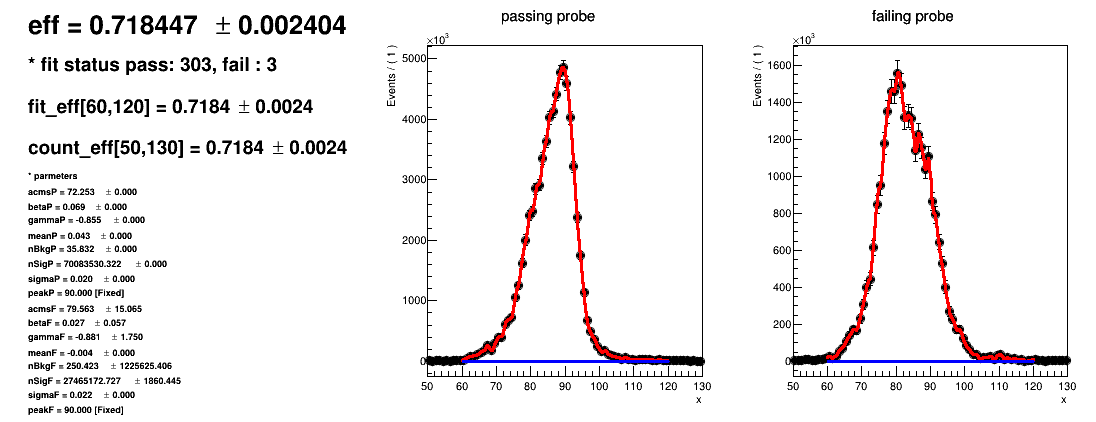 eff = 0.718447 ± 0.002404
* fit status pass: 303, fail : 3
fit_eff[60,120] = 0.7184 ± 0.0024
count_eff[50,130] = 0.7184 ± 0.0024
* parmeters
acmsP = 72.253 ± 0.000
betaP = 0.069 ± 0.000
gammaP = -0.855 ± 0.000
meanP = 0.043 ± 0.000
nBkgP = 35.832 ± 0.000
nSigP = 70083530.322 ± 0.000
sigmaP = 0.020 ± 0.000
peakP = 90.000 [Fixed]
acmsF = 79.563 ± 15.065
betaF = 0.027 ± 0.057
gammaF = -0.881 ± 1.750
meanF = -0.004 ± 0.000
nBkgF = 250.423 ± 1225625.406
nSigF = 27465172.727 ± 1860.445
sigmaF = 0.022 ± 0.000
peakF = 90.000 [Fixed]
passing probe
×10³
Events / ( 1 )
5000
4000
3000
2000
1000
0
50 60 70 80 90 100 110 120 130
x
failing probe
×10³
Events / ( 1 )
1600
1400
1200
1000
800
600
400
200
0
50 60 70 80 90 100 110 120 130
x